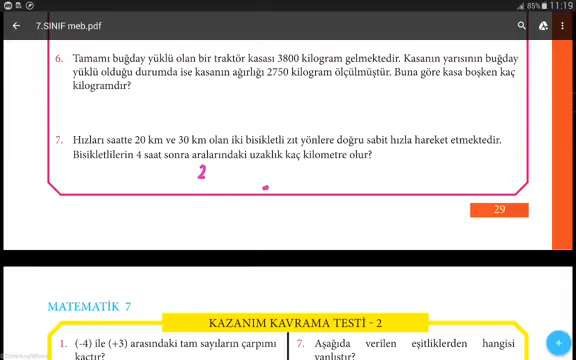 85% 11:19
7.SINIF meb.pdf
6. Tamamı buğday yüklü olan bir traktör kasası 3800 kilogram gelmektedir. Kasanın yarısının buğday
yüklü olduğu durumda ise kasanın ağırlığı 2750 kilogram ölçülmüştür. Buna göre kasa boşken kaç
kilogramdır?
7. Hızları saatte 20 km ve 30 km olan iki bisikletli zıt yönlere doğru sabit hızla hareket etmektedir.
Bisikletlilerin 4 saat sonra aralarındaki uzaklık kaç kilometre olur?
2
29
MATEMATİK 7
KAZANIM KAVRAMA TESTİ - 2
1. (-4) ile (+3) arasındaki tam sayıların çarpımı
kaçtır?
7. Aşağıda verilen eşitliklerden hangisi
yanlıştır?